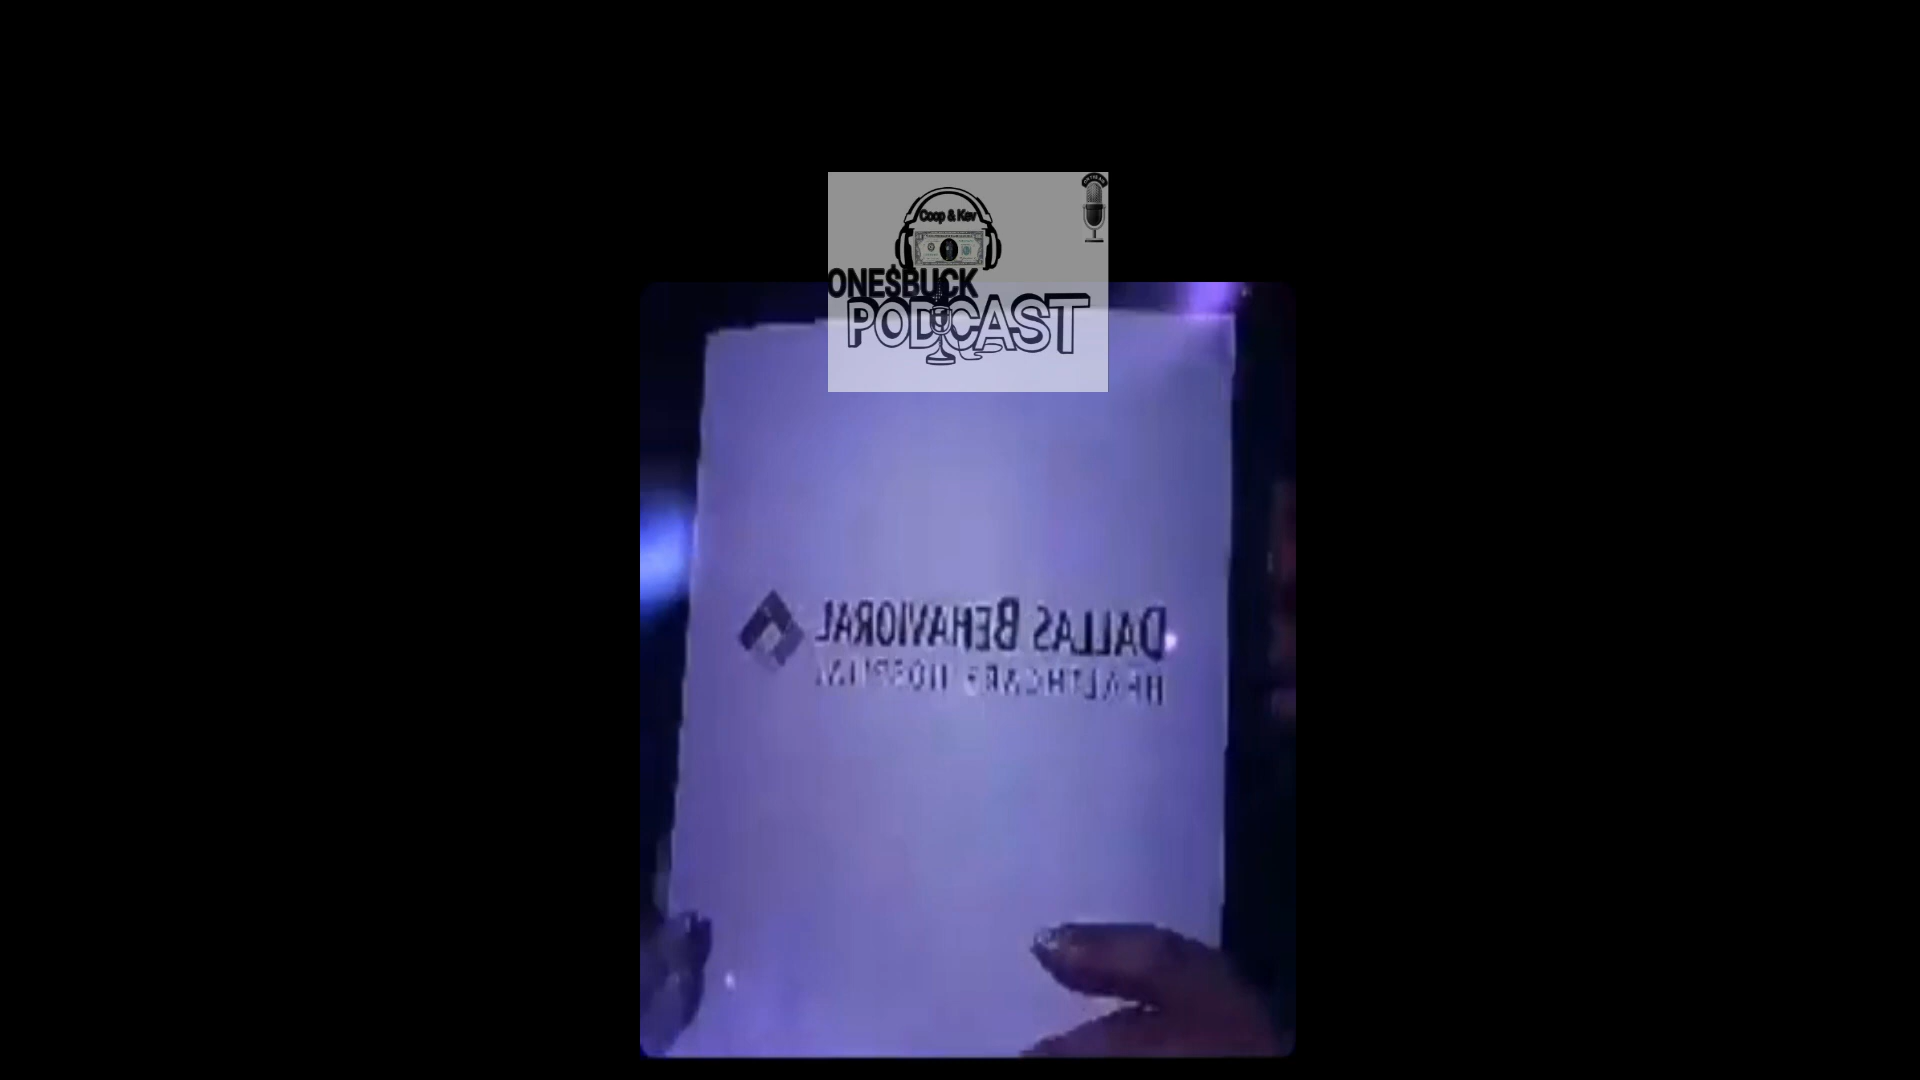 Coop & Kev
ONE$BUCK
PODCAST
DALLAS BEHAVIORAL
HEALTHCARE HOSPITAL